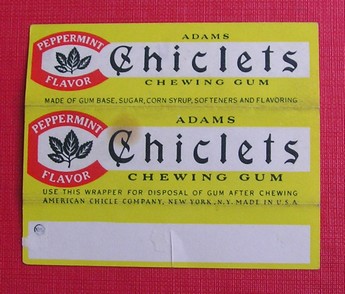 PEPPERMINT
FLAVOR
ADAMS
Chiclets
CHEWING GUM
MADE OF GUM BASE, SUGAR, CORN SYRUP, SOFTENERS AND FLAVORING
PEPPERMINT
FLAVOR
ADAMS
Chiclets
CHEWING GUM
USE THIS WRAPPER FOR DISPOSAL OF GUM AFTER CHEWING
AMERICAN CHICLE COMPANY, NEW YORK, N.Y. MADE IN U.S.A